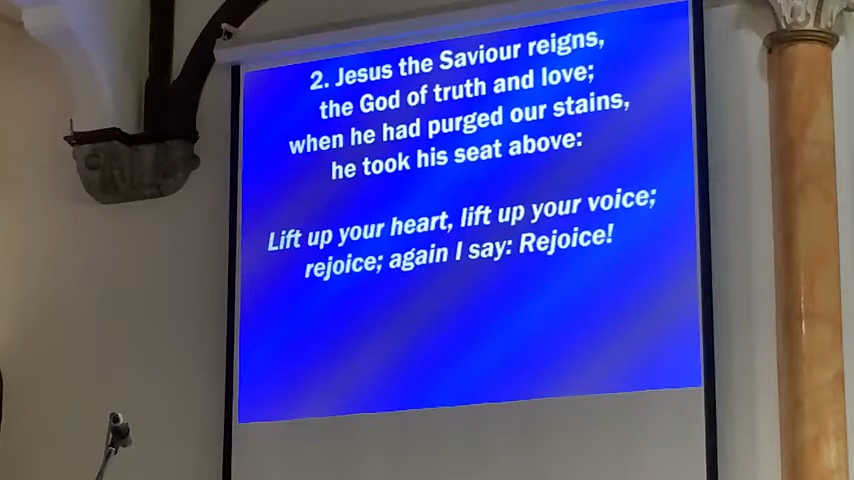 2. Jesus the Saviour reigns,
the God of truth and love;
when he had purged our stains,
he took his seat above:
Lift up your heart, lift up your voice;
rejoice; again I say: Rejoice!